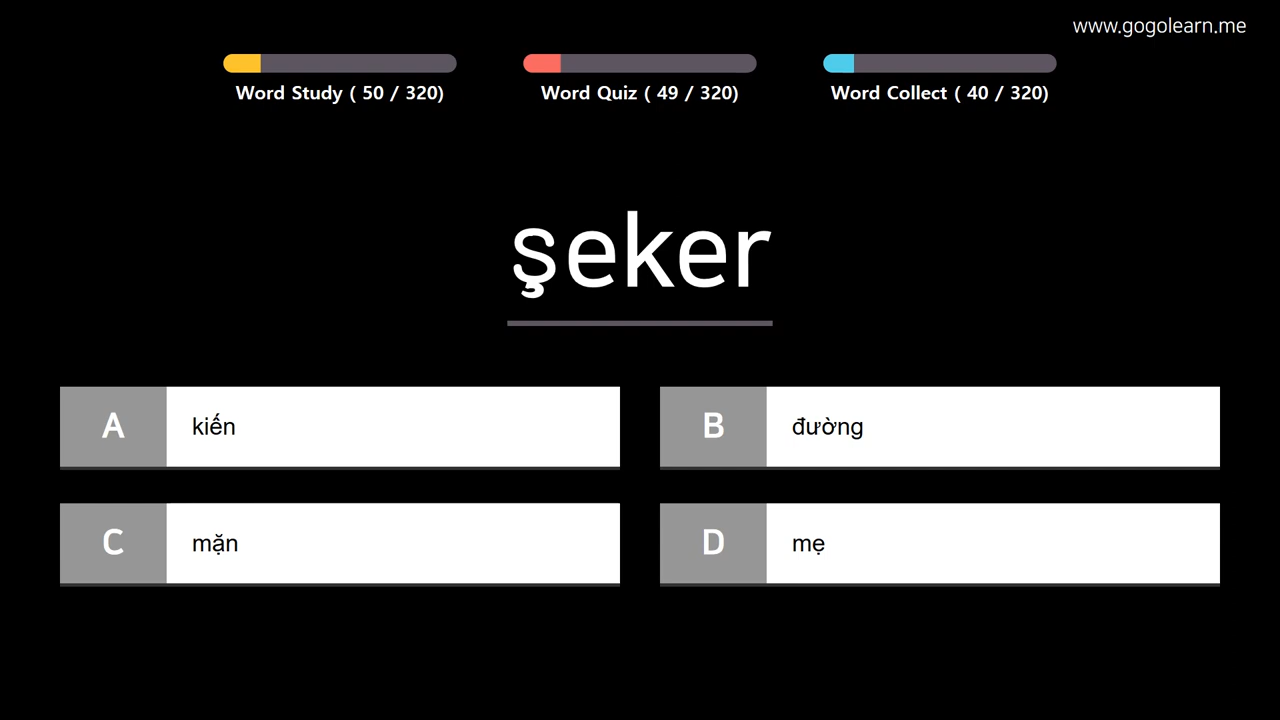 www.gogolearn.me
Word Study ( 50 / 320)
Word Quiz ( 49 / 320)
Word Collect ( 40 / 320)
şeker
A kiến
B đường
C mặn
D mẹ